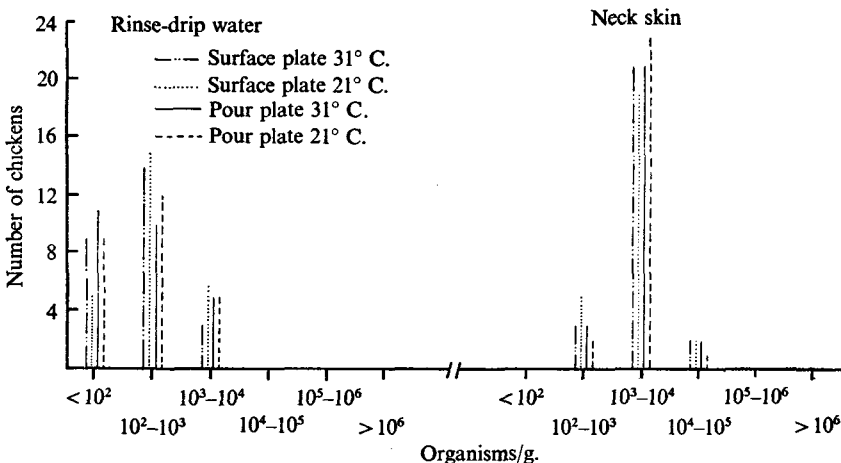 Rinse-drip water
Neck skin
Surface plate 31° C.
Surface plate 21° C.
Pour plate 31° C.
Pour plate 21° C.
Number of chickens
24
20
16
12
8
4
< 10²
10²–10³
10³–10⁴
10⁴–10⁵
10⁵–10⁶
> 10⁶
< 10²
10²–10³
10³–10⁴
10⁴–10⁵
10⁵–10⁶
> 10⁶
Organisms/g.